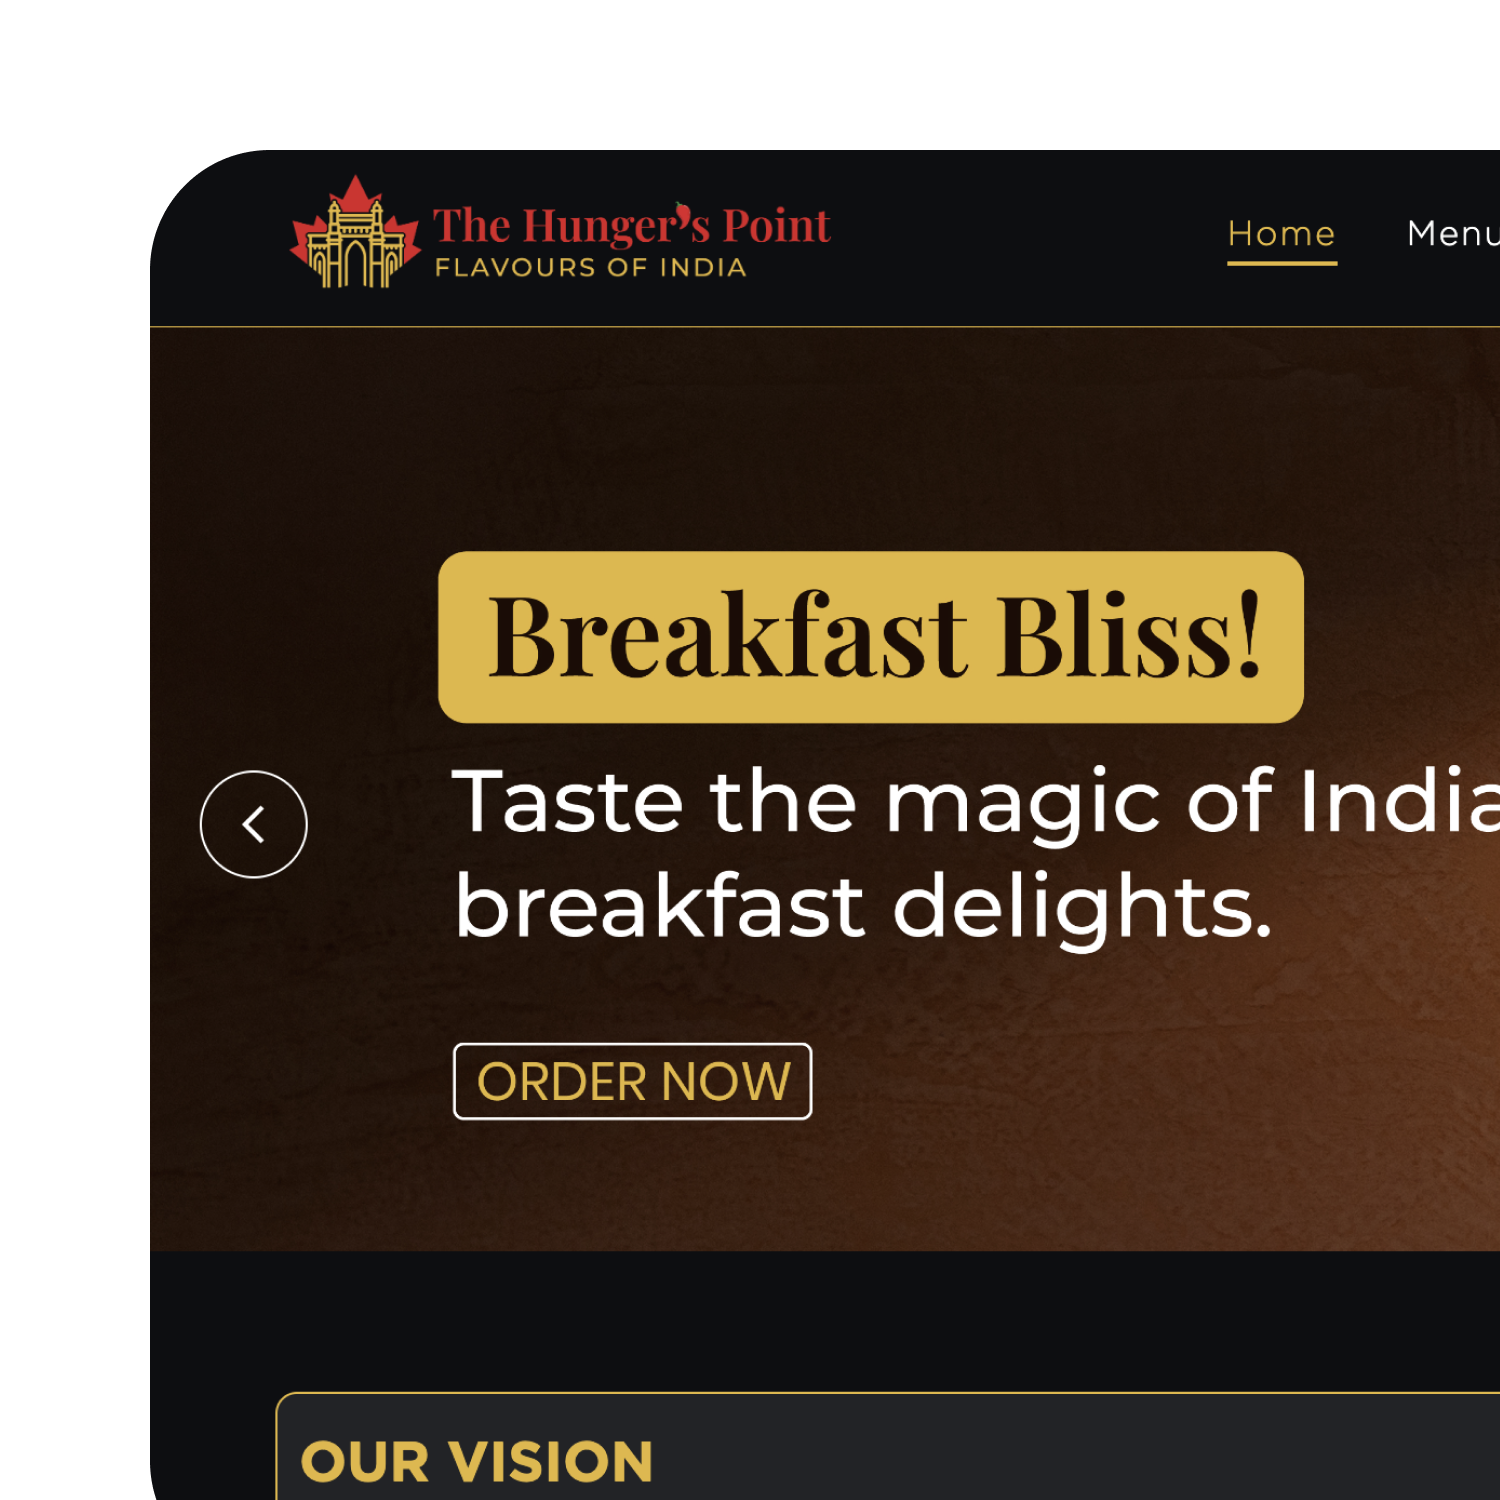 The Hunger's Point
FLAVOURS OF INDIA
Home
Menu
Breakfast Bliss!
Taste the magic of India
breakfast delights.
ORDER NOW
OUR VISION